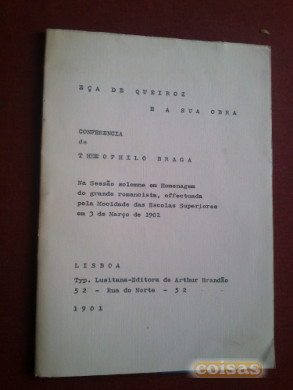 EÇA DE QUEIROZ
E A SUA OBRA
CONFERENCIA
de
THEOPHILO BRAGA
Na Sessão solemne em Homenagem
do grande romancista, effectuada
pela Mocidade das Escolas Superiores
em 3 de Março de 1901
LISBOA
Typ. Lusitana-Editora de Arthur Brandão
52 - Rua do Norte - 52
1901
coisas